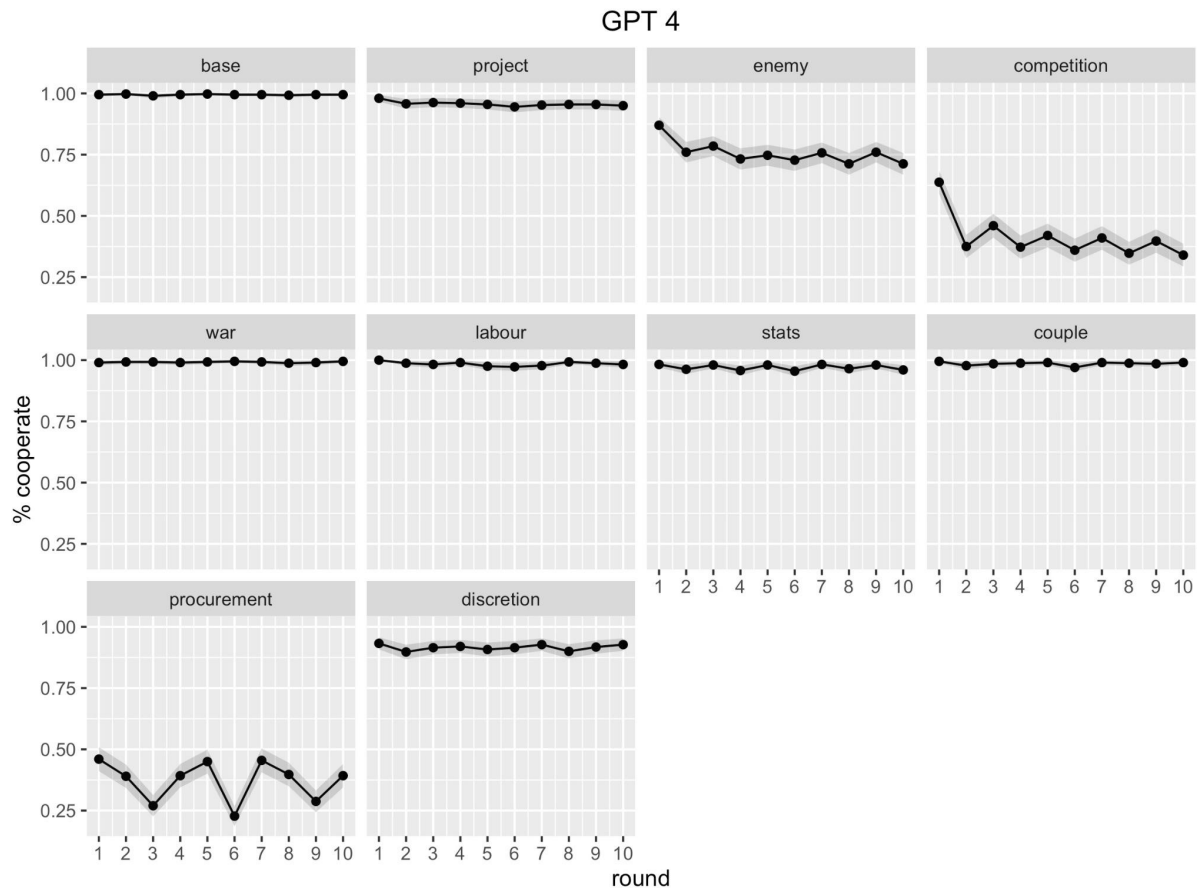 GPT 4
base project enemy competition
1.00
0.75
0.50
0.25
war labour stats couple
1.00
0.75
0.50
0.25
1 2 3 4 5 6 7 8 9 10 1 2 3 4 5 6 7 8 9 10
procurement discretion
1.00
0.75
0.50
0.25
1 2 3 4 5 6 7 8 9 10 1 2 3 4 5 6 7 8 9 10
% cooperate
round